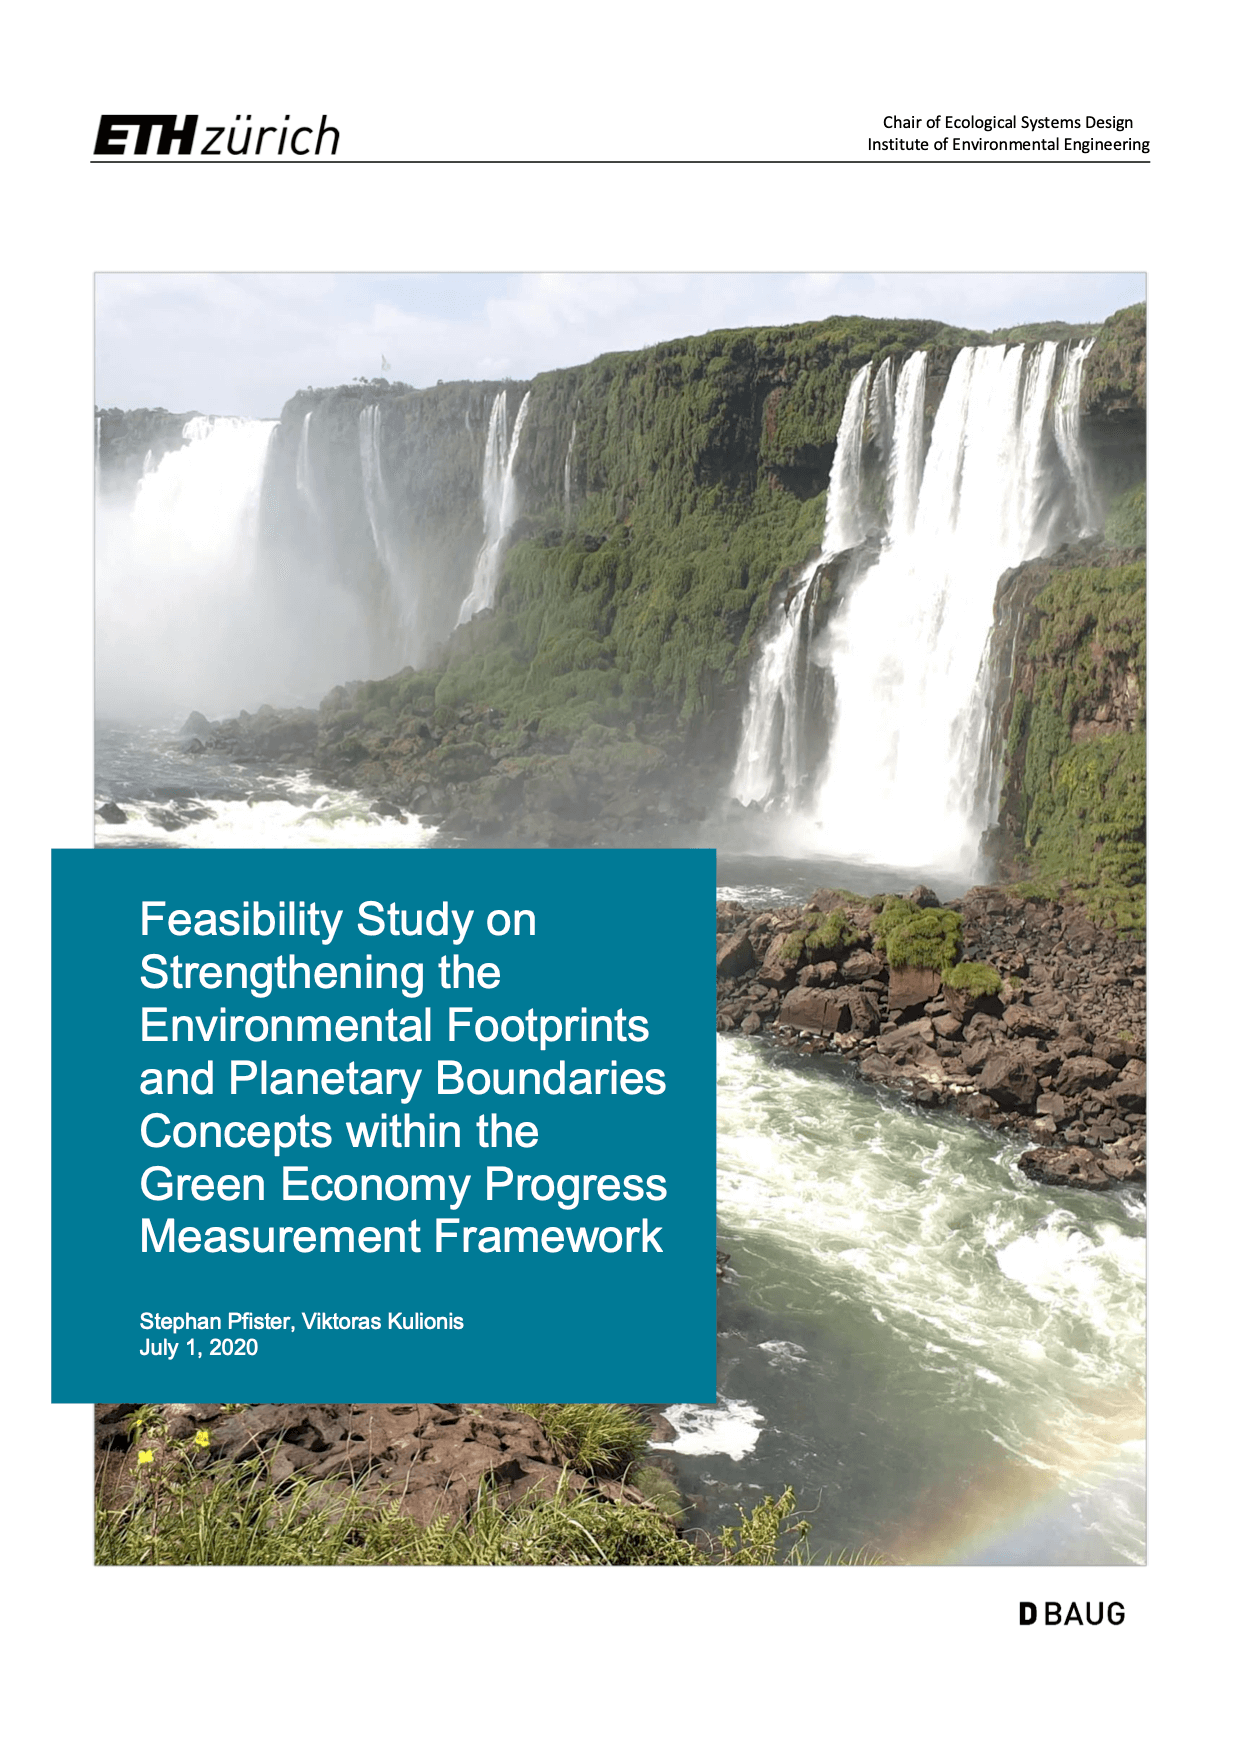 ETH zürich
Chair of Ecological Systems Design
Institute of Environmental Engineering
Feasibility Study on
Strengthening the
Environmental Footprints
and Planetary Boundaries
Concepts within the
Green Economy Progress
Measurement Framework
Stephan Pfister, Viktoras Kulionis
July 1, 2020
D BAUG